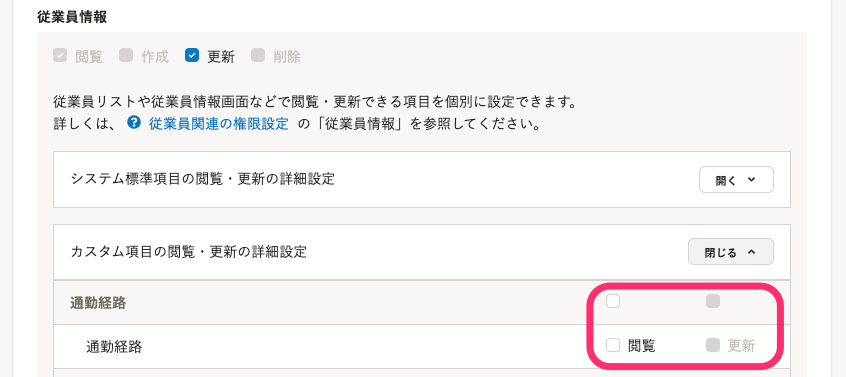 従業員情報
閲覧 作成 更新 削除
従業員リストや従業員情報画面などで閲覧・更新できる項目を個別に設定できます。
詳しくは、 従業員関連の権限設定 の「従業員情報」を参照してください。
システム標準項目の閲覧・更新の詳細設定 開く
カスタム項目の閲覧・更新の詳細設定 閉じる
通勤経路
通勤経路 閲覧 更新